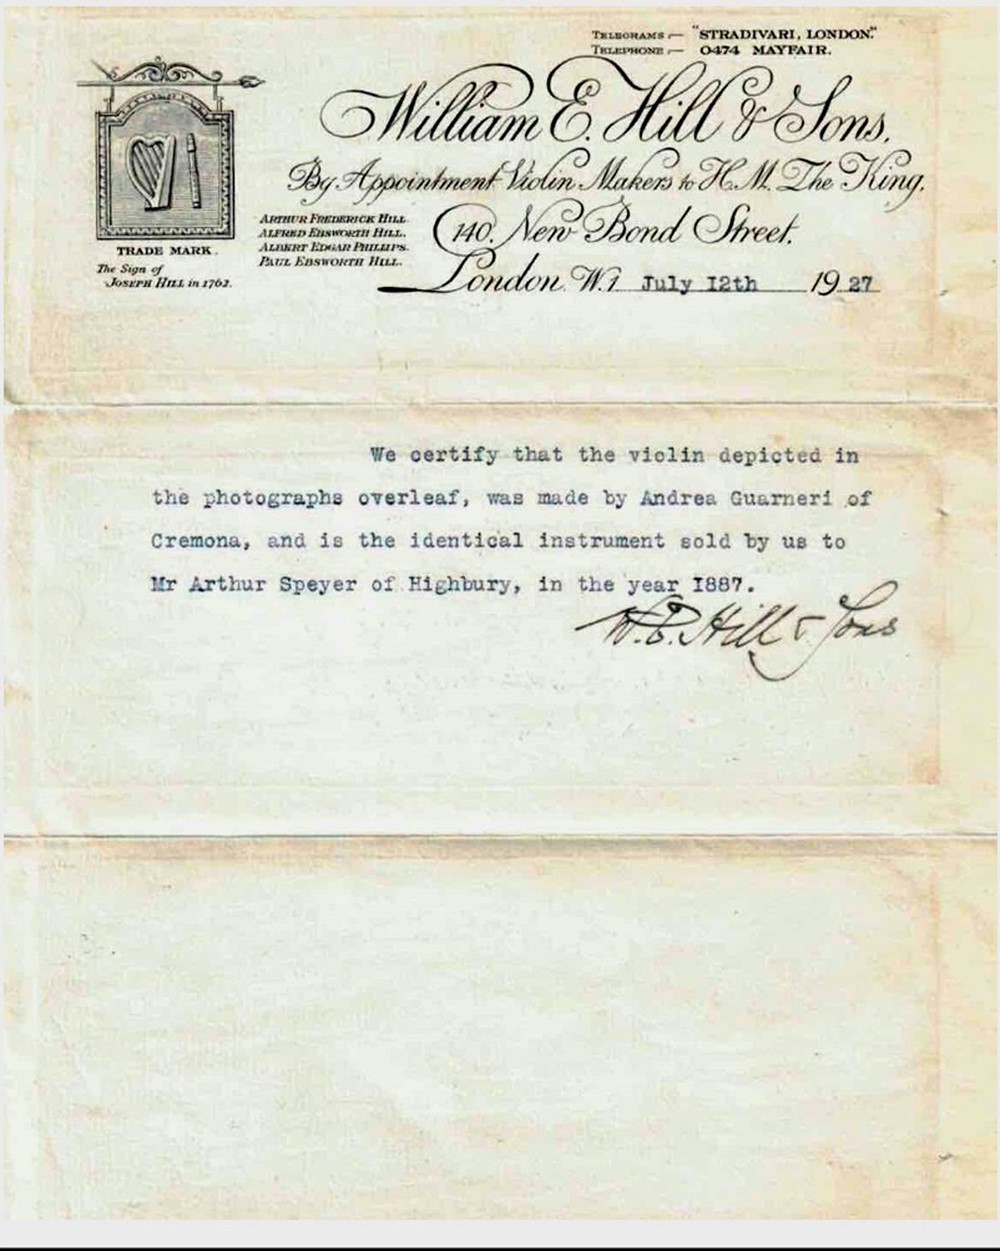 TELEGRAMS:— "STRADIVARI, LONDON."
TELEPHONE:— 0474 MAYFAIR.
William E. Hill & Sons.
By Appointment Violin Makers to H.M. The King.
ARTHUR FREDERICK HILL.
ALFRED EBSWORTH HILL.
ALBERT EDGAR PHILLIPS.
PAUL EBSWORTH HILL.
140, New Bond Street,
TRADE MARK.
The Sign of
JOSEPH HILL in 1762.
London, W.1 July I2th 1927
We certify that the violin depicted in
the photographs overleaf, was made by Andrea Guarneri of
Cremona, and is the identical instrument sold by us to
Mr Arthur Speyer of Highbury, in the year I887.
W.E. Hill & Sons